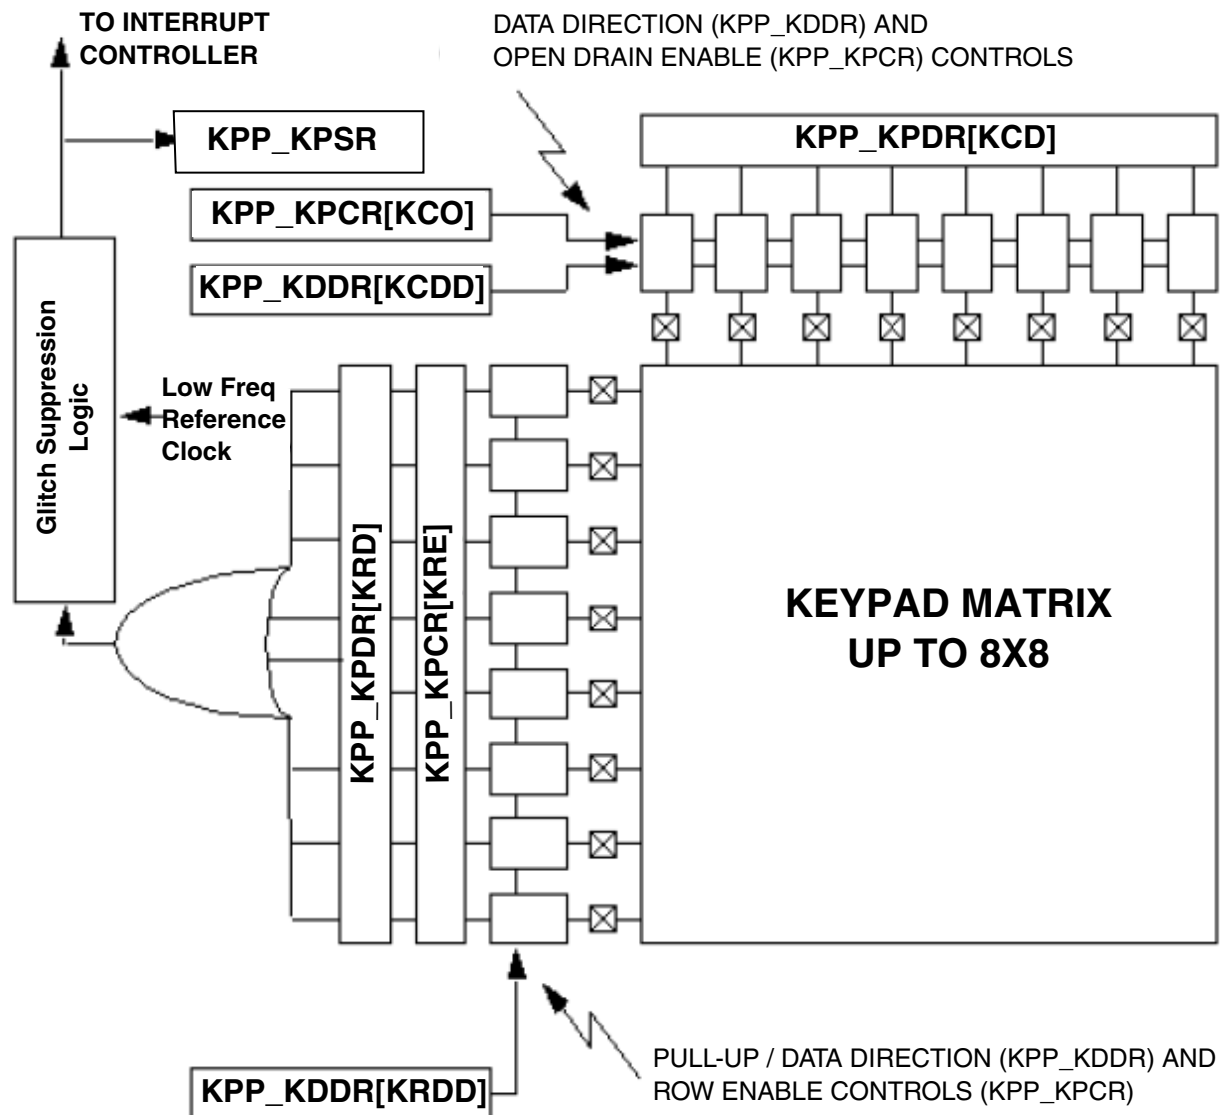 TO INTERRUPT
CONTROLLER
DATA DIRECTION (KPP_KDDR) AND
OPEN DRAIN ENABLE (KPP_KPCR) CONTROLS
KPP_KPSR
KPP_KPDR[KCD]
KPP_KPCR[KCO]
KPP_KDDR[KCDD]
Glitch Suppression
Logic
Low Freq
Reference
Clock
KPP_KPDR[KRD]
KPP_KPCR[KRE]
KEYPAD MATRIX
UP TO 8X8
KPP_KDDR[KRDD]
PULL-UP / DATA DIRECTION (KPP_KDDR) AND
ROW ENABLE CONTROLS (KPP_KPCR)